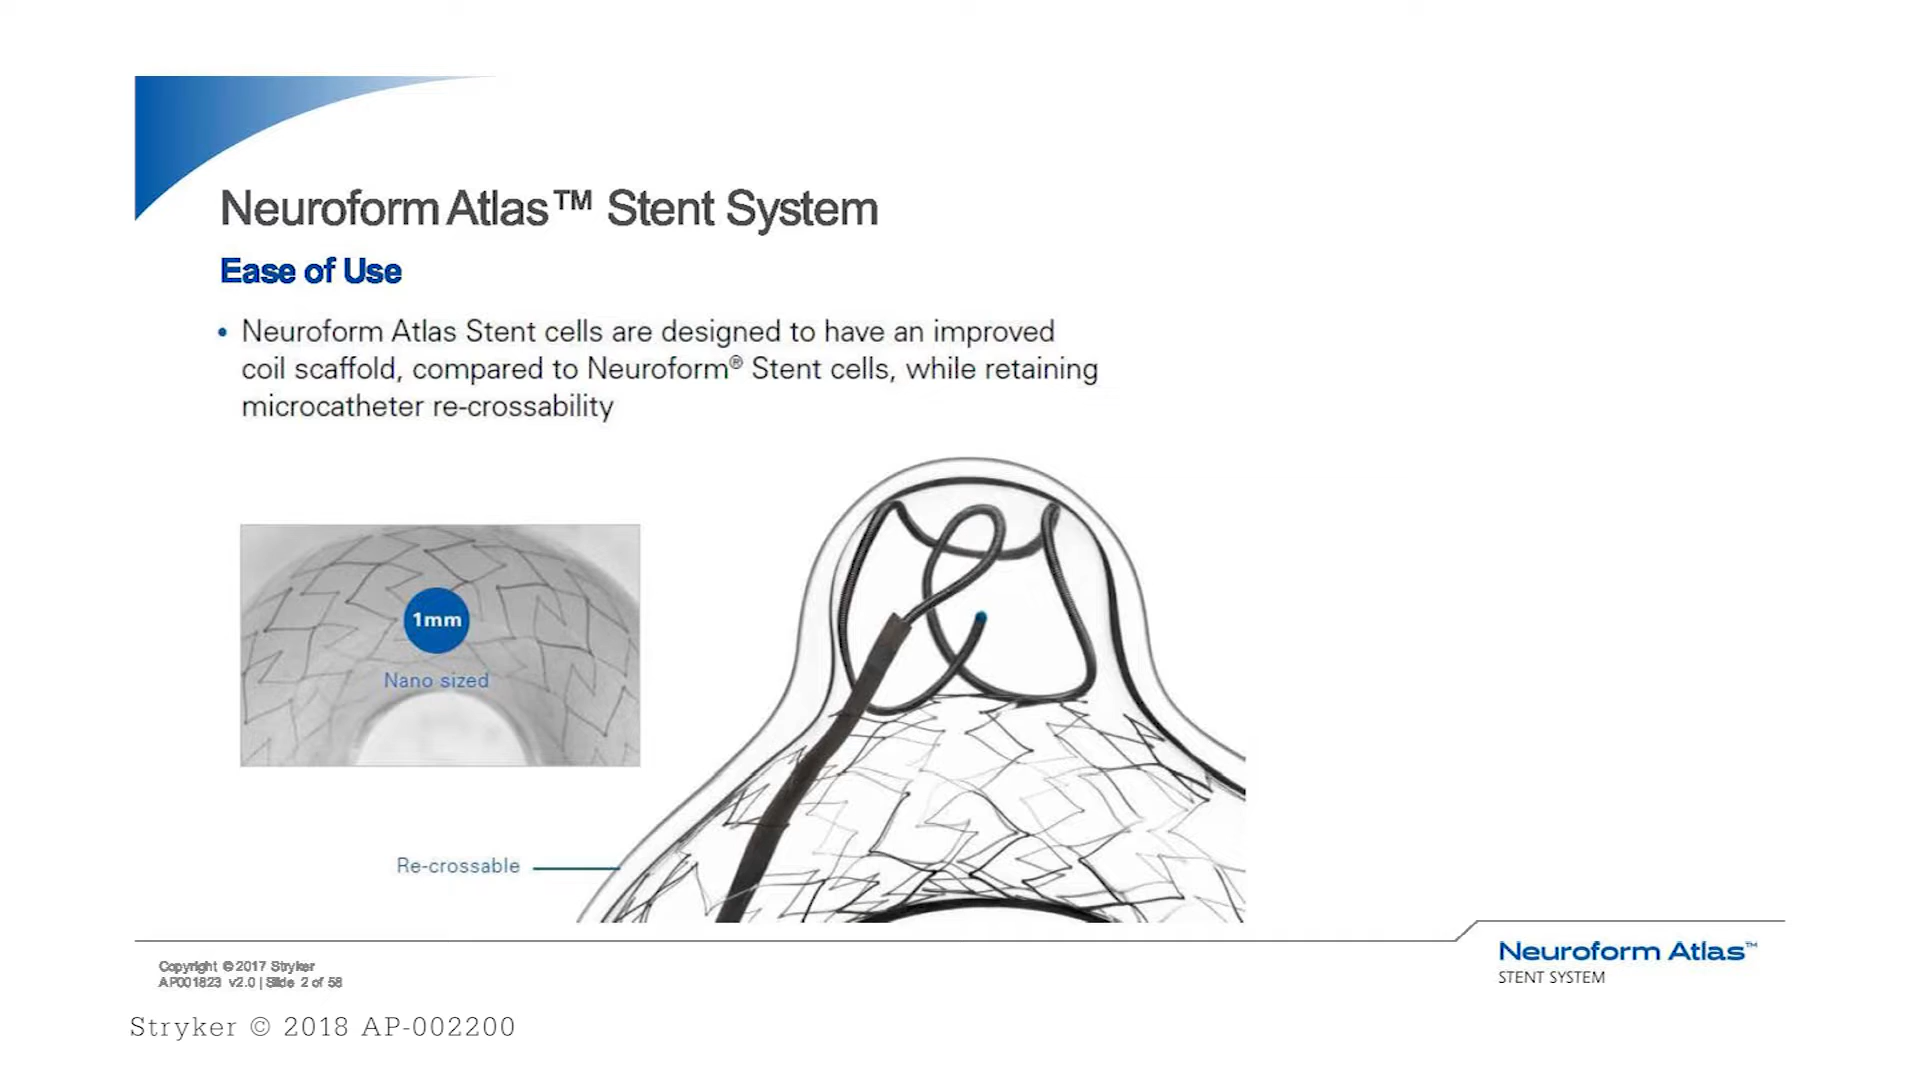 Neuroform Atlas™ Stent System
Ease of Use
• Neuroform Atlas Stent cells are designed to have an improved
coil scaffold, compared to Neuroform® Stent cells, while retaining
microcatheter re-crossability
1mm
Nano sized
Re-crossable
Copyright © 2017 Stryker
AP001823 v2.0 | Slide 2 of 58
Neuroform Atlas™
STENT SYSTEM
Stryker © 2018 AP-002200